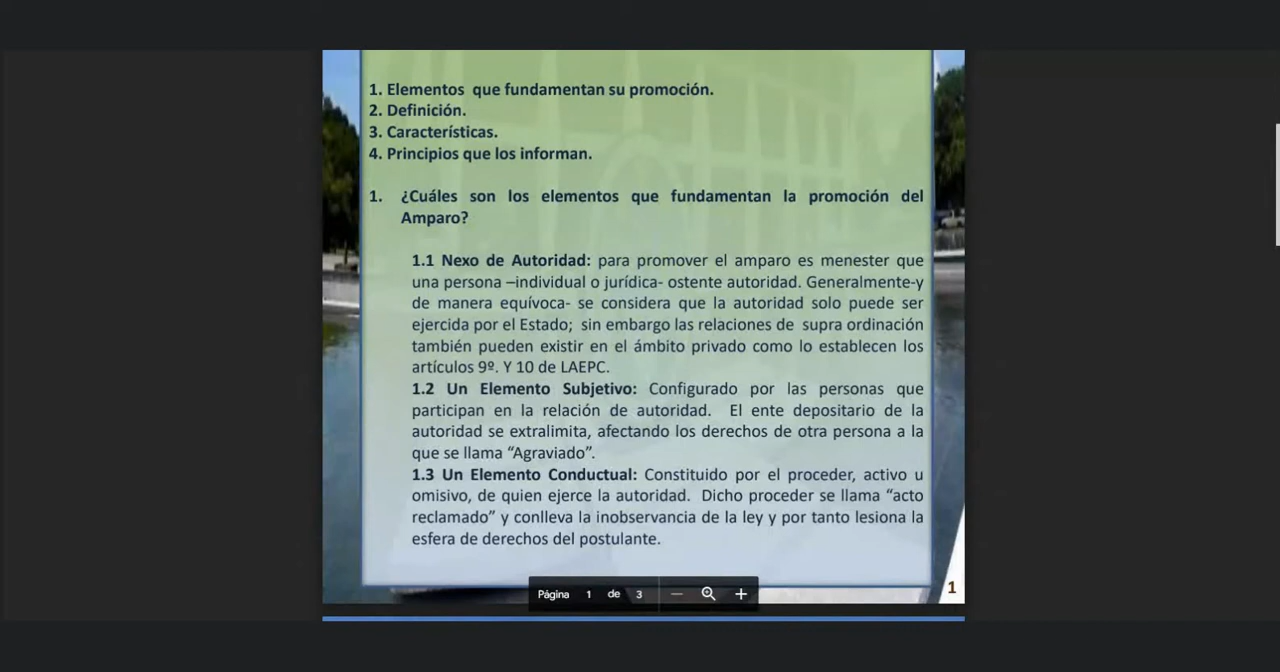 1. Elementos que fundamentan su promoción.
2. Definición.
3. Características.
4. Principios que los informan.
1. ¿Cuáles son los elementos que fundamentan la promoción del
Amparo?
1.1 Nexo de Autoridad: para promover el amparo es menester que
una persona –individual o jurídica- ostente autoridad. Generalmente-y
de manera equívoca- se considera que la autoridad solo puede ser
ejercida por el Estado; sin embargo las relaciones de supra ordinación
también pueden existir en el ámbito privado como lo establecen los
artículos 9º. Y 10 de LAEPC.
1.2 Un Elemento Subjetivo: Configurado por las personas que
participan en la relación de autoridad. El ente depositario de la
autoridad se extralimita, afectando los derechos de otra persona a la
que se llama “Agraviado”.
1.3 Un Elemento Conductual: Constituido por el proceder, activo u
omisivo, de quien ejerce la autoridad. Dicho proceder se llama “acto
reclamado” y conlleva la inobservancia de la ley y por tanto lesiona la
esfera de derechos del postulante.
1
Página 1 de 3